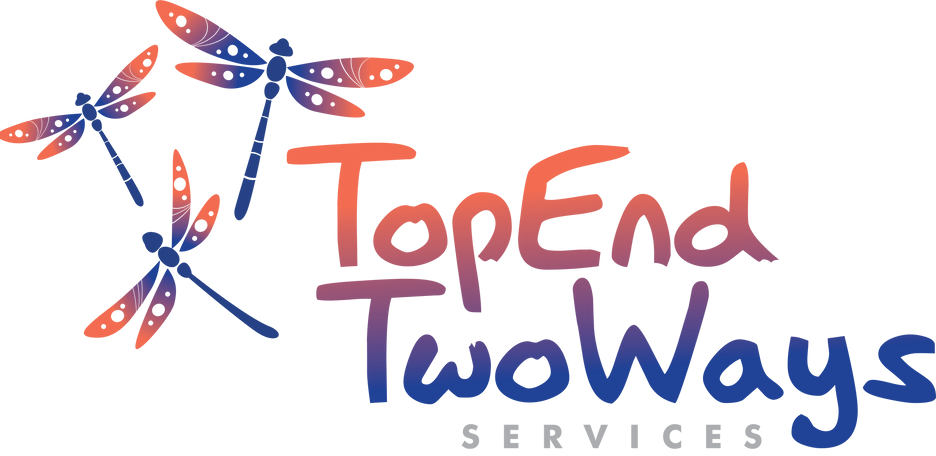 TopEnd
TwoWays
SERVICES